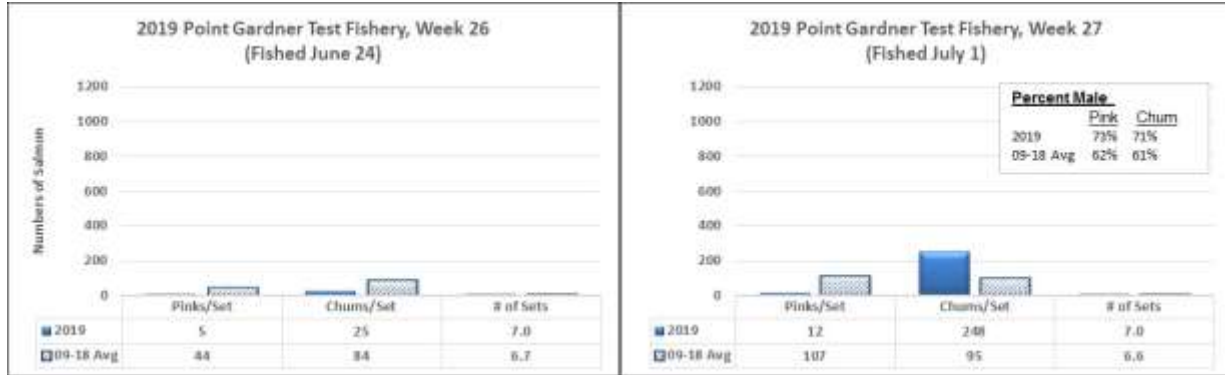 2019 Point Gardner Test Fishery, Week 26
(Fished June 24)
Numbers of Salmon
1200
1000
800
600
400
200
0
Pinks/Set Chums/Set # of Sets
2019 5 25 7.0
09-18 Avg 44 84 6.7
2019 Point Gardner Test Fishery, Week 27
(Fished July 1)
Percent Male
Pink Chum
2019 73% 71%
09-18 Avg 62% 61%
1200
1000
800
600
400
200
0
Pinks/Set Chums/Set # of Sets
2019 12 248 7.0
09-18 Avg 107 95 6.6